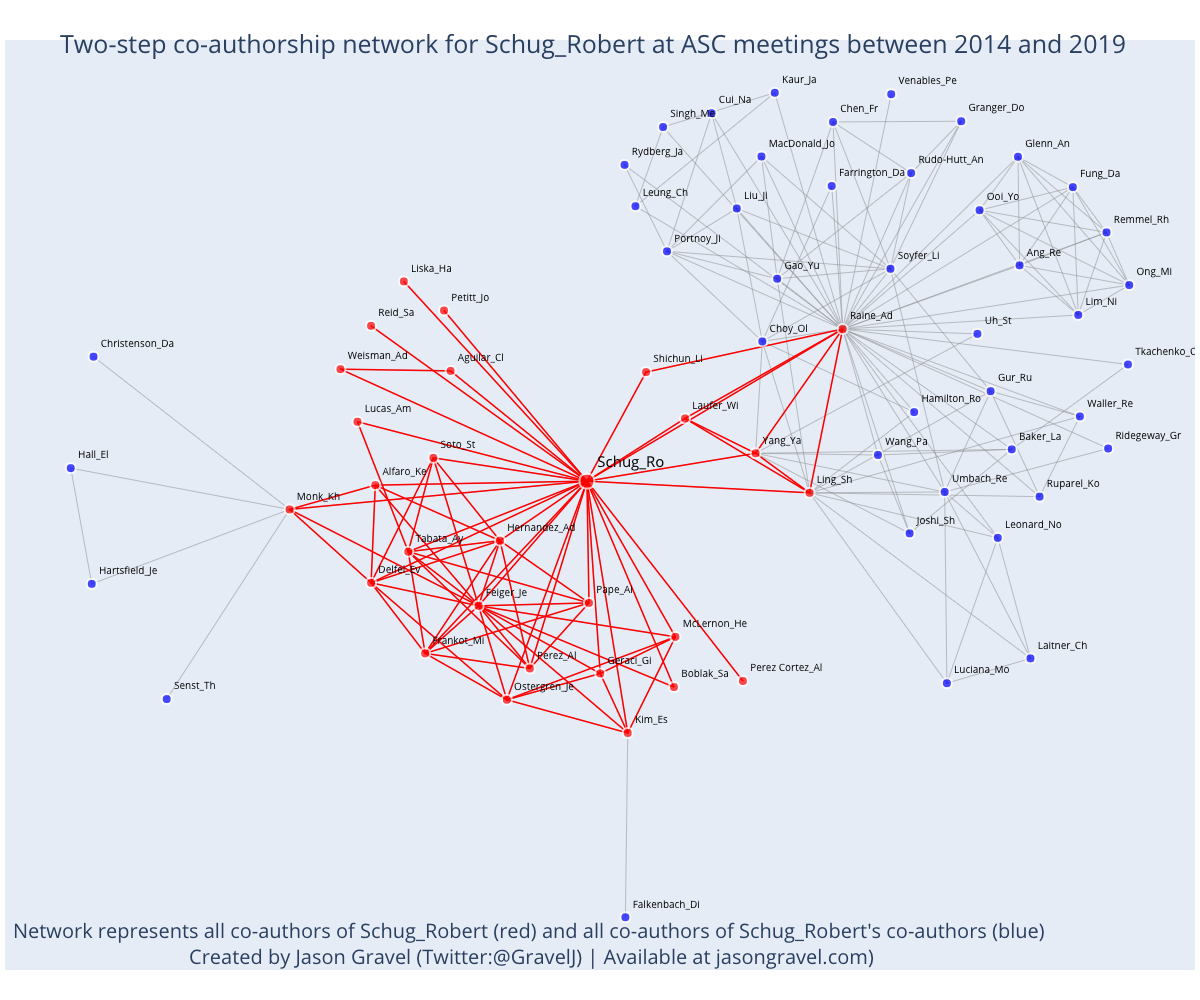 Two-step co-authorship network for Schug_Robert at ASC meetings between 2014 and 2019
Kaur_Ja
Venables_Pe
Cui_Na
Chen_Fr
Granger_Do
Singh_Me
MacDonald_Jo
Glenn_An
Rydberg_Ja
Rudo-Hutt_An
Farrington_Da
Fung_Da
Leung_Ch
Liu_Ji
Ooi_Yo
Remmel_Rh
Portnoy_Ji
Soyfer_Li
Ang_Re
Gao_Yu
Ong_Mi
Liska_Ha
Petitt_Jo
Lim_Ni
Reid_Sa
Raine_Ad
Uh_St
Choy_Ol
Christenson_Da
Weisman_Ad
Aguilar_Cl
Shichun_Li
Tkachenko_
Gur_Ru
Lucas_Am
Laufer_Wi
Hamilton_Ro
Waller_Re
Soto_St
Yang_Ya
Wang_Pa
Baker_La
Ridegeway_Gr
Hall_El
Schug_Ro
Alfaro_Ke
Ling_Sh
Umbach_Re
Ruparel_Ko
Monk_Kh
Hernandez_Ad
Joshi_Sh
Leonard_No
Tabata_Ay
Hartsfield_Je
Delfel_Ev
Feiger_Je
Pape_Al
McLernon_He
Frankot_Mi
Perez_Al
Geraci_Gi
Laitner_Ch
Senst_Th
Ostergren_Je
Boblak_Sa
Perez Cortez_Al
Luciana_Mo
Kim_Es
Falkenbach_Di
Network represents all co-authors of Schug_Robert (red) and all co-authors of Schug_Robert's co-authors (blue)
Created by Jason Gravel (Twitter:@GravelJ) | Available at jasongravel.com)